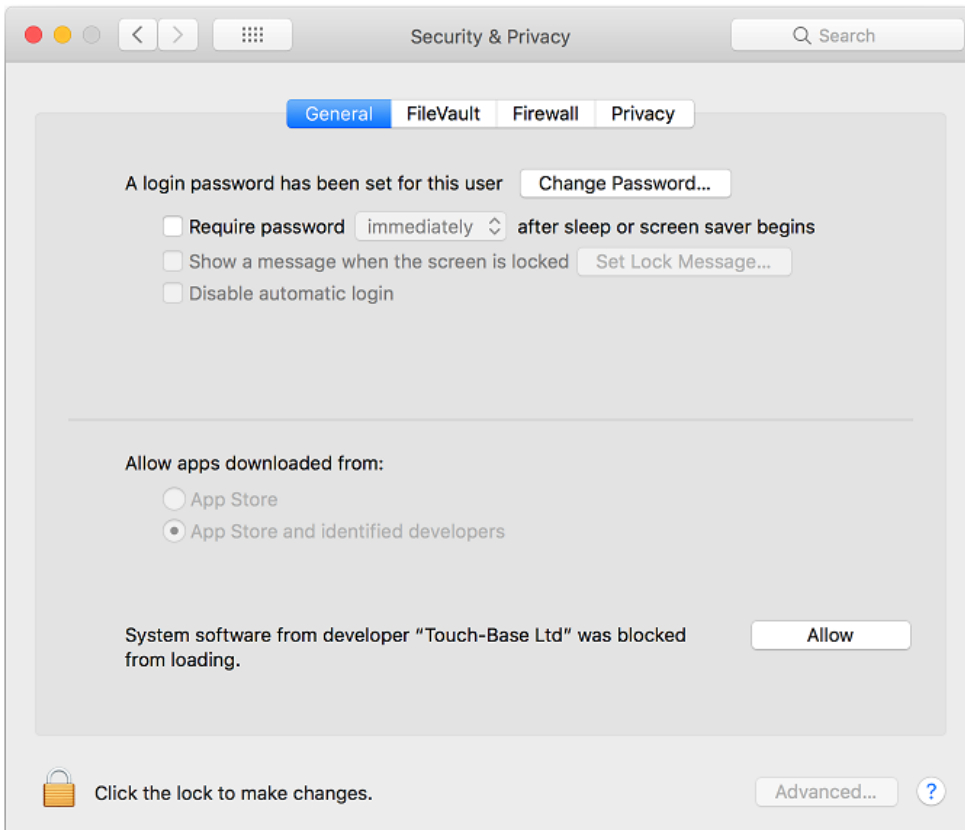 Security & Privacy
Search
General FileVault Firewall Privacy
A login password has been set for this user Change Password...
Require password immediately after sleep or screen saver begins
Show a message when the screen is locked Set Lock Message...
Disable automatic login
Allow apps downloaded from:
App Store
App Store and identified developers
System software from developer “Touch-Base Ltd” was blocked
from loading.
Allow
Click the lock to make changes.
Advanced...
?